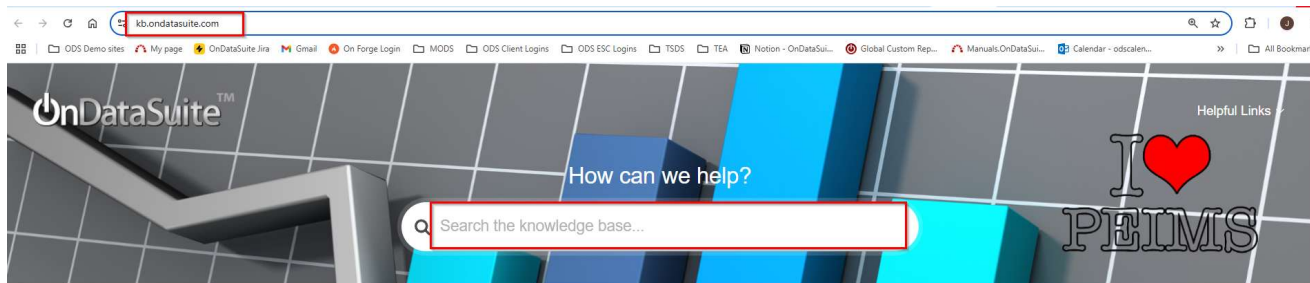 kb.ondatasuite.com
ODS Demo sites My page OnDataSuite Jira Gmail On Forge Login MODS ODS Client Logins ODS ESC Logins TSDS TEA Notion - OnDataSui... Global Custom Rep... Manuals.OnDataSui... Calendar - odscalen... » All Bookmar
OnDataSuite™
Helpful Links
I
PEIMS
How can we help?
Search the knowledge base...